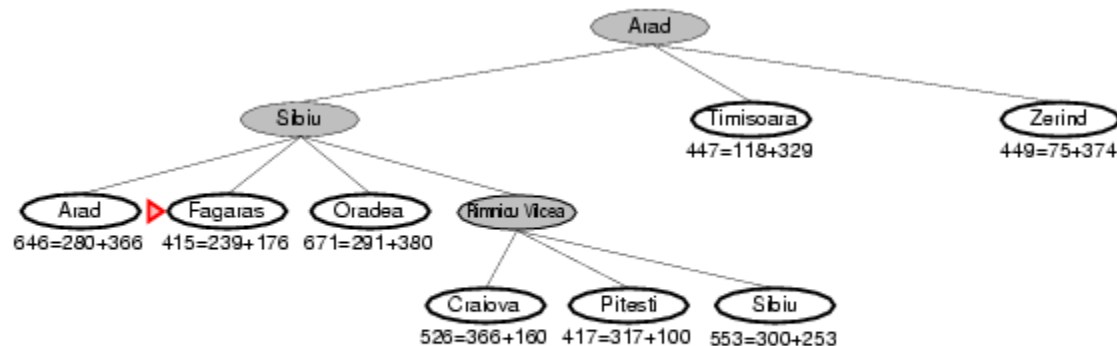 Arad
Sibiu
Timisoara
Zerind
447=118+329
449=75+374
Arad
Fagaras
Oradea
Rimnicu Vilcea
646=280+366
415=239+176
671=291+380
Craiova
Pitesti
Sibiu
526=366+160
417=317+100
553=300+253